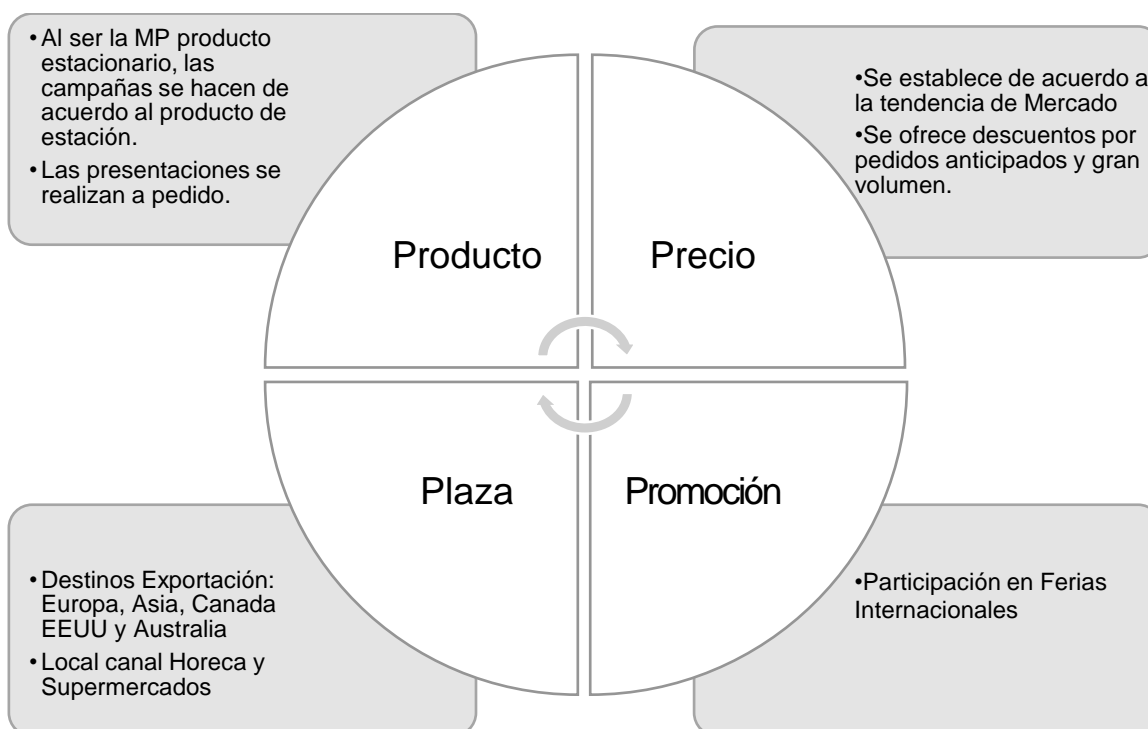 •Al ser la MP producto
estacionario, las
campañas se hacen de
acuerdo al producto de
estación.
•Las presentaciones se
realizan a pedido.
•Se establece de acuerdo a
la tendencia de Mercado
•Se ofrece descuentos por
pedidos anticipados y gran
volumen.
Producto
Precio
Plaza
Promoción
•Destinos Exportación:
Europa, Asia, Canada
EEUU y Australia
•Local canal Horeca y
Supermercados
•Participación en Ferias
Internacionales